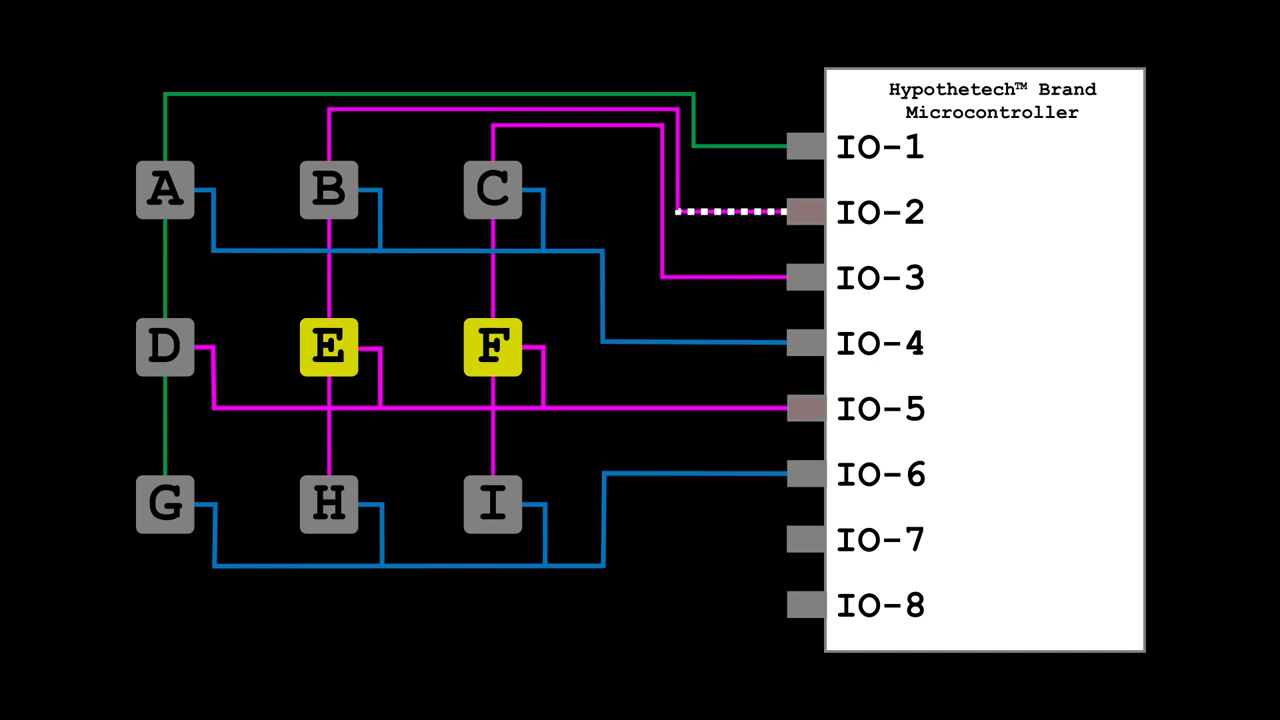 Hypothetech™ Brand
Microcontroller
IO-1
A B C
IO-2
IO-3
IO-4
D E F
IO-5
IO-6
G H I
IO-7
IO-8